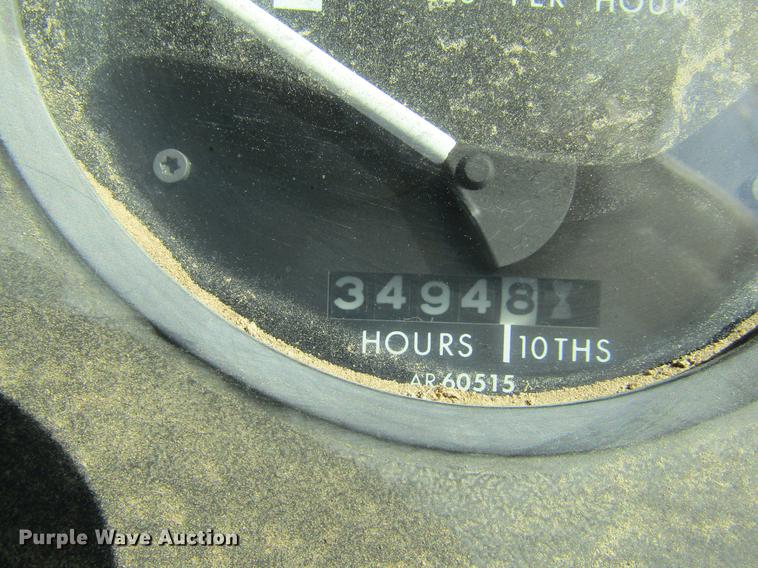 PER HOUR
34948
HOURS 10THS
AR 60515
Purple Wave Auction